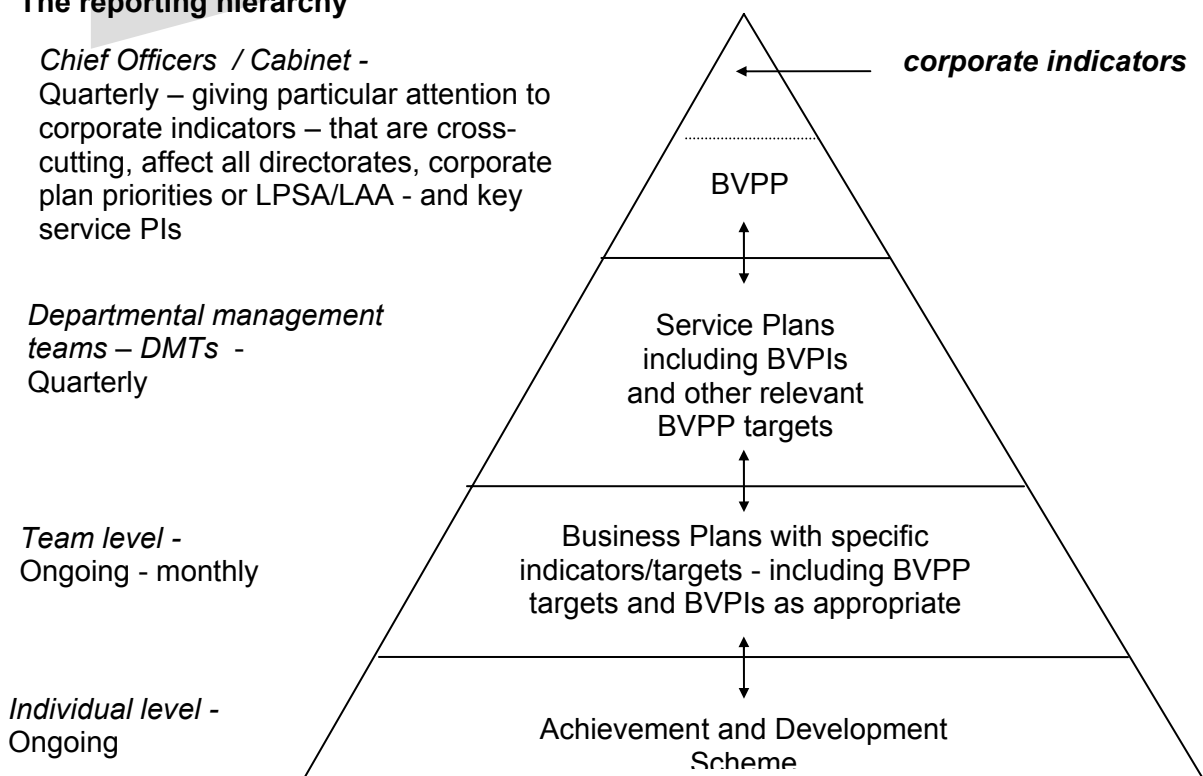 The reporting hierarchy
Chief Officers / Cabinet -
Quarterly – giving particular attention to
corporate indicators – that are cross-
cutting, affect all directorates, corporate
plan priorities or LPSA/LAA - and key
service PIs
corporate indicators
BVPP
Departmental management
teams – DMTs -
Quarterly
Service Plans
including BVPIs
and other relevant
BVPP targets
Team level -
Ongoing - monthly
Business Plans with specific
indicators/targets - including BVPP
targets and BVPIs as appropriate
Individual level -
Ongoing
Achievement and Development
Scheme